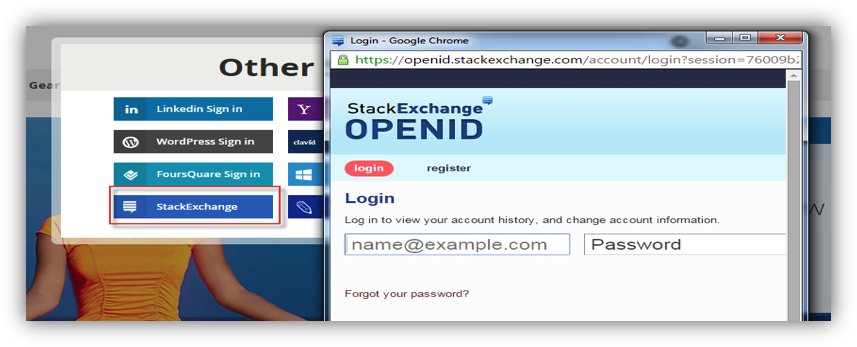 Other
Gear
Linkedin Sign in
WordPress Sign in
clavid
FoursQuare Sign in
StackExchange
Login - Google Chrome
https://openid.stackexchange.com/account/login?session=76009b
StackExchange
OPENID
login register
Login
Log in to view your account history, and change account information.
name@example.com Password
Forgot your password?